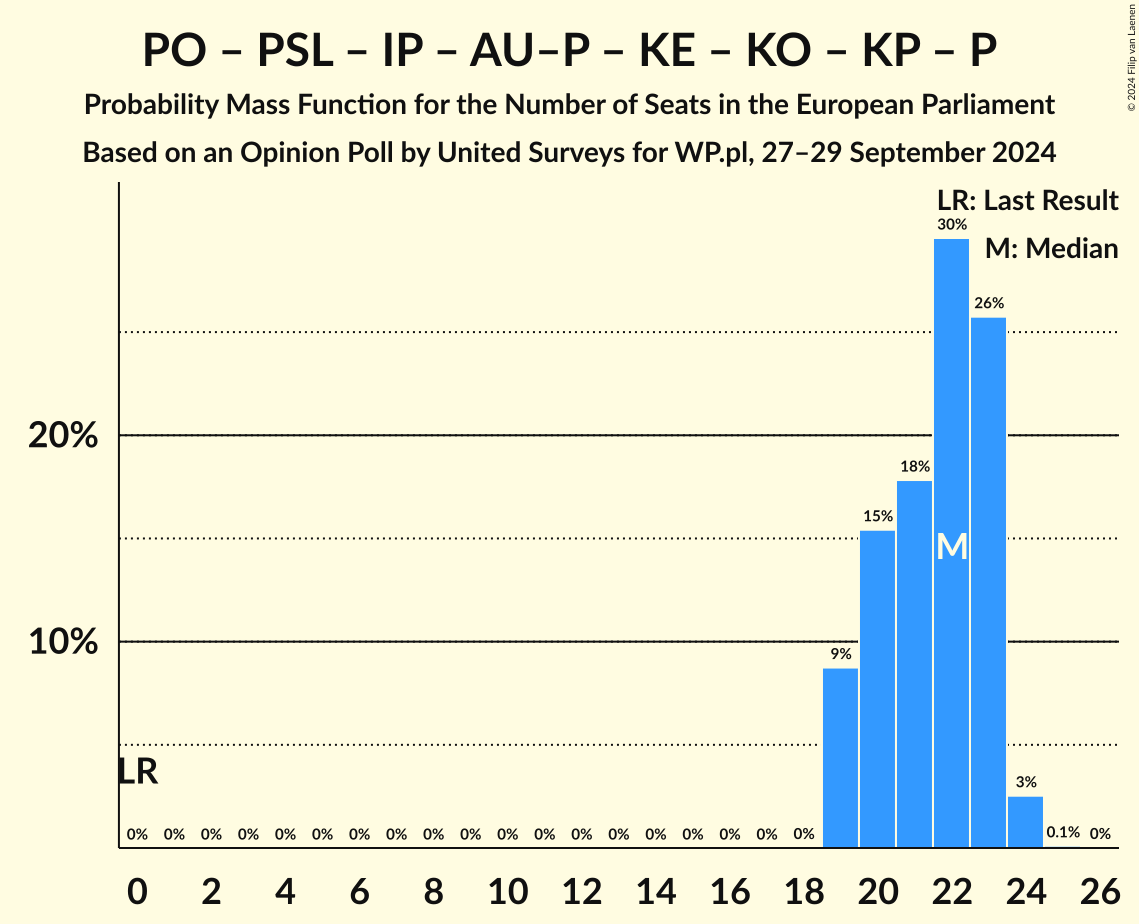 PO – PSL – IP – AU–P – KE – KO – KP – P
Probability Mass Function for the Number of Seats in the European Parliament
Based on an Opinion Poll by United Surveys for WP.pl, 27–29 September 2024
© 2024 Filip van Laenen
LR: Last Result
M: Median
30%
26%
20%
18%
15%
M
10%
9%
LR
3%
0% 0% 0% 0% 0% 0% 0% 0% 0% 0% 0% 0% 0% 0% 0% 0% 0% 0% 0% 0.1% 0%
0 2 4 6 8 10 12 14 16 18 20 22 24 26